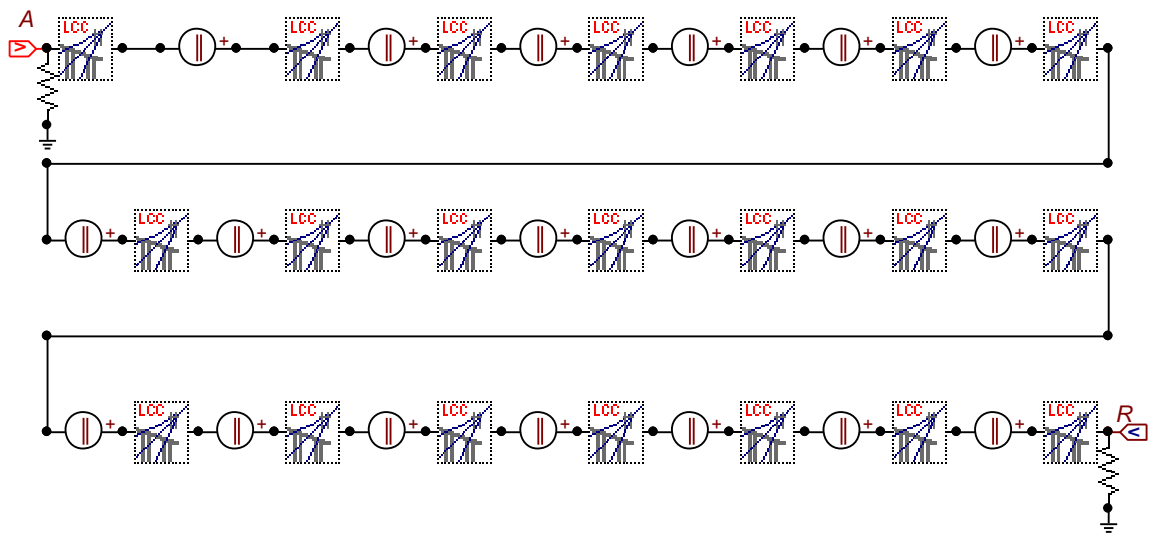 A
LCC LCC LCC LCC LCC LCC LCC
+ + + + + +
LCC LCC LCC LCC LCC LCC LCC
+ + + + + + +
LCC LCC LCC LCC LCC LCC LCC R
+ + + + + + +